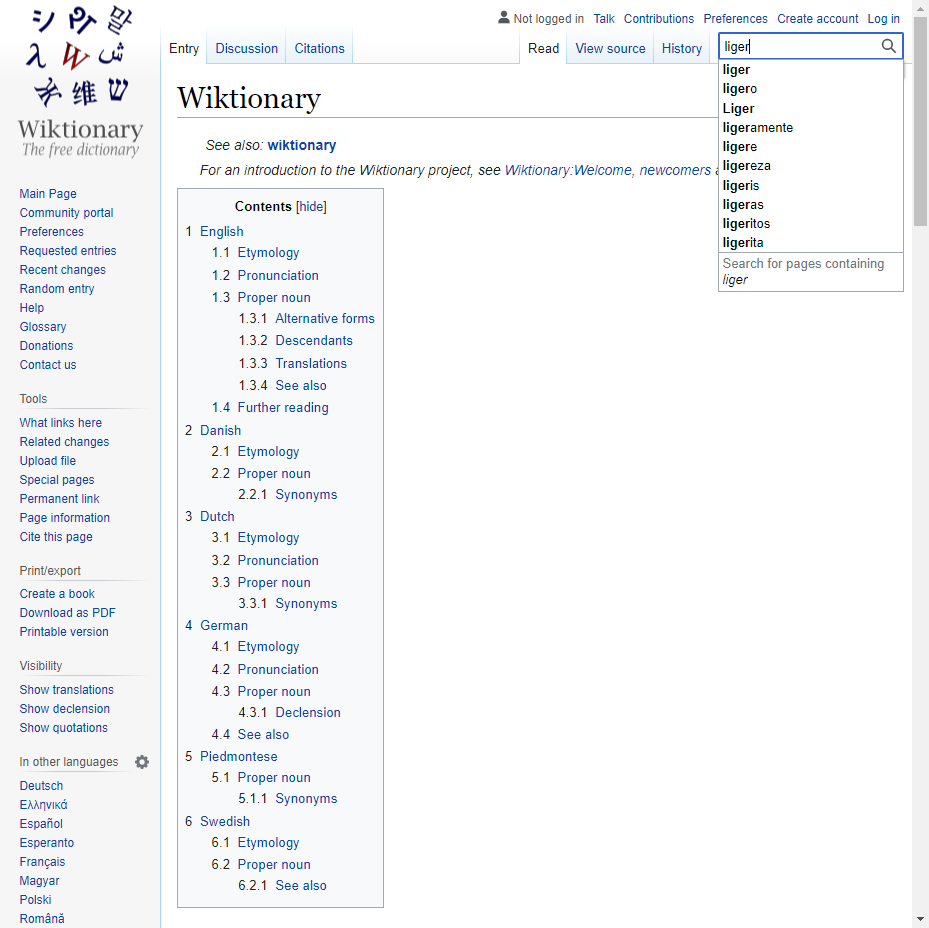 シ
Wiktionary
The free dictionary
Not logged in Talk Contributions Preferences Create account Log in
Entry Discussion Citations Read View source History liger
Wiktionary
See also: wiktionary
For an introduction to the Wiktionary project, see Wiktionary:Welcome, newcomers
liger
ligero
Liger
ligeramente
ligere
ligereza
ligeris
ligeras
ligeritos
ligerita
Search for pages containing
liger
Main Page
Community portal
Preferences
Requested entries
Recent changes
Random entry
Help
Glossary
Donations
Contact us
Tools
What links here
Related changes
Upload file
Special pages
Permanent link
Page information
Cite this page
Print/export
Create a book
Download as PDF
Printable version
Visibility
Show translations
Show declension
Show quotations
In other languages
Deutsch
Ελληνικά
Español
Esperanto
Français
Magyar
Polski
Română
Contents [hide]
1 English
1.1 Etymology
1.2 Pronunciation
1.3 Proper noun
1.3.1 Alternative forms
1.3.2 Descendants
1.3.3 Translations
1.3.4 See also
1.4 Further reading
2 Danish
2.1 Etymology
2.2 Proper noun
2.2.1 Synonyms
3 Dutch
3.1 Etymology
3.2 Pronunciation
3.3 Proper noun
3.3.1 Synonyms
4 German
4.1 Etymology
4.2 Pronunciation
4.3 Proper noun
4.3.1 Declension
4.4 See also
5 Piedmontese
5.1 Proper noun
5.1.1 Synonyms
6 Swedish
6.1 Etymology
6.2 Proper noun
6.2.1 See also